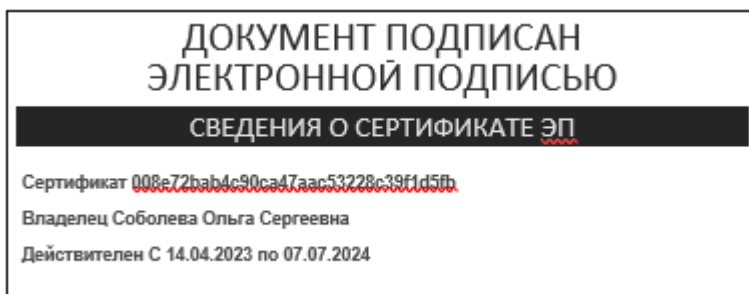 ДОКУМЕНТ ПОДПИСАН
ЭЛЕКТРОННОЙ ПОДПИСЬЮ
СВЕДЕНИЯ О СЕРТИФИКАТЕ ЭП
Сертификат 008e72bab4c90ca47aac53228c39f1d5fb
Владелец Соболева Ольга Сергеевна
Действителен С 14.04.2023 по 07.07.2024